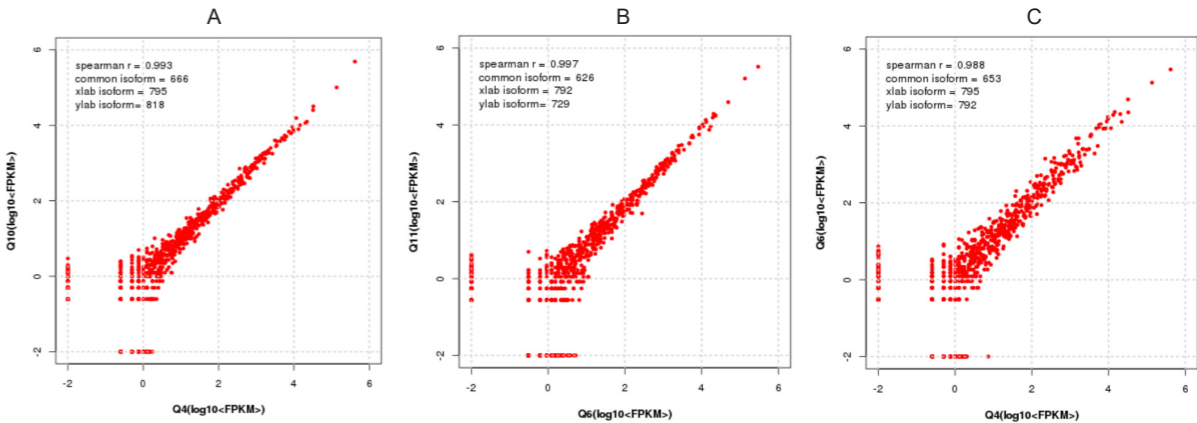 A
B
C
spearman r = 0.993
common isoform = 666
xlab isoform = 795
ylab isoform= 818
Q10(log10<FPKM>)
6
4
2
0
-2
-2
0
2
4
6
Q4(log10<FPKM>)
spearman r = 0.997
common isoform = 626
xlab isoform = 792
ylab isoform= 729
Q11(log10<FPKM>)
6
4
2
0
-2
-2
0
2
4
6
Q6(log10<FPKM>)
spearman r = 0.988
common isoform = 653
xlab isoform = 795
ylab isoform= 792
Q6(log10<FPKM>)
6
4
2
0
-2
-2
0
2
4
6
Q4(log10<FPKM>)